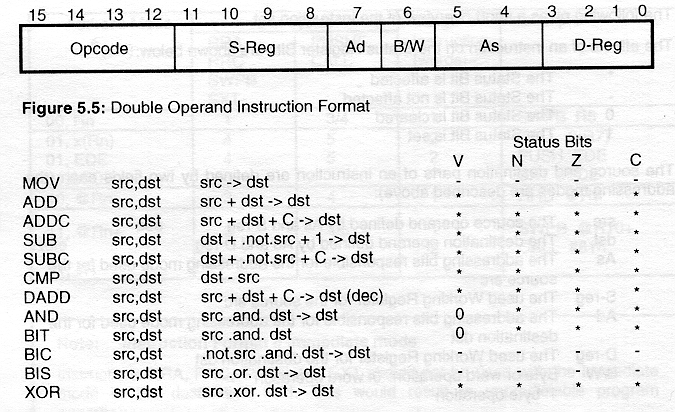 15 14 13 12 11 10 9 8 7 6 5 4 3 2 1 0
Opcode S-Reg Ad B/W As D-Reg
Figure 5.5: Double Operand Instruction Format
Status Bits
V N Z C
MOV src,dst src -> dst - - - -
ADD src,dst src + dst -> dst * * * *
ADDC src,dst src + dst + C -> dst * * * *
SUB src,dst dst + .not.src + 1 -> dst * * * *
SUBC src,dst dst + .not.src + C -> dst * * * *
CMP src,dst dst - src * * * *
DADD src,dst src + dst + C -> dst (dec) * * * *
AND src,dst src .and. dst -> dst 0 * * *
BIT src,dst src .and. dst 0 * * *
BIC src,dst .not.src .and. dst -> dst - - - -
BIS src,dst src .or. dst -> dst - - - -
XOR src,dst src .xor. dst -> dst * * * *